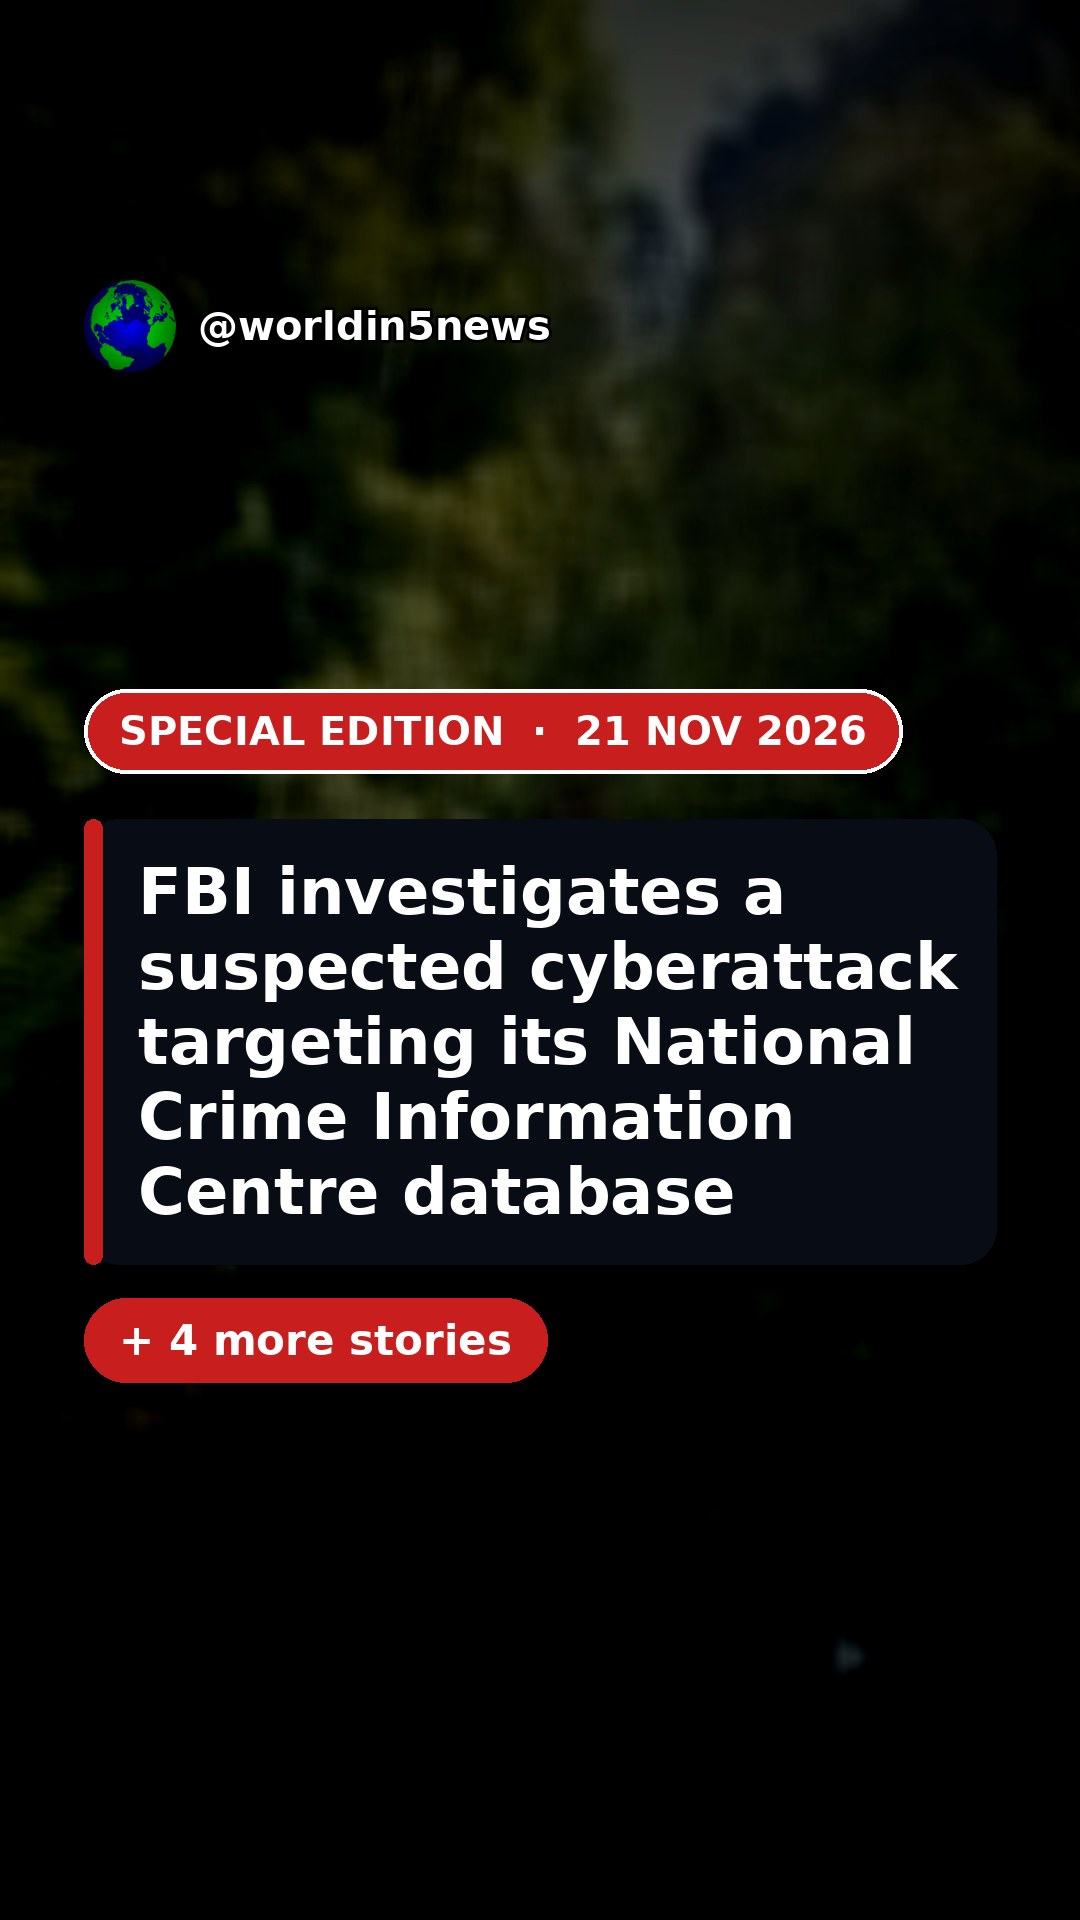 @worldin5news
SPECIAL EDITION · 21 NOV 2026
FBI investigates a
suspected cyberattack
targeting its National
Crime Information
Centre database
+ 4 more stories